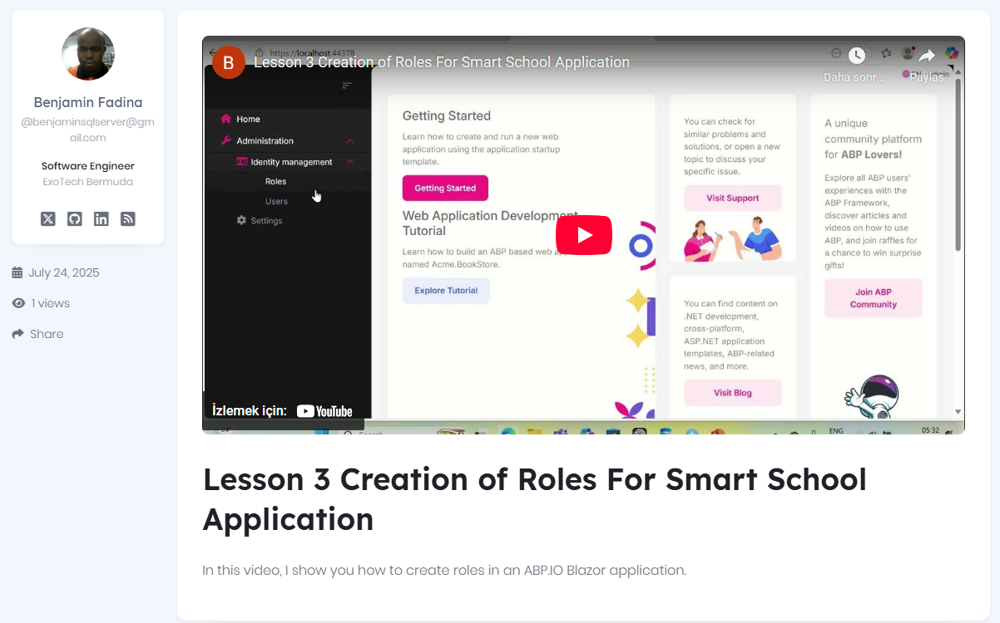 Benjamin Fadina
@benjaminsqlserver@gm
ail.com
Software Engineer
ExoTech Bermuda
July 24, 2025
1 views
Share
https://localhost:44378
B
Lesson 3 Creation of Roles For Smart School Application
Daha sonr...
Paylaş
Home
Administration
Identity management
Roles
Users
Settings
Getting Started
Learn how to create and run a new web
application using the application startup
template.
Getting Started
Web Application Development
Tutorial
Learn how to build an ABP based web
named Acme.BookStore.
Explore Tutorial
You can check for
similar problems and
solutions, or open a new
topic to discuss your
specific issue.
Visit Support
You can find content on
.NET development,
cross-platform,
ASP.NET application
templates, ABP-related
news, and more.
Visit Blog
A unique
community platform
for ABP Lovers!
Explore all ABP users'
experiences with the
ABP Framework,
discover articles and
videos on how to use
ABP, and join raffles for
a chance to win surprise
gifts!
Join ABP
Community
İzlemek için: YouTube
Search
ENG
05:32
Lesson 3 Creation of Roles For Smart School
Application
In this video, I show you how to create roles in an ABP.IO Blazor application.